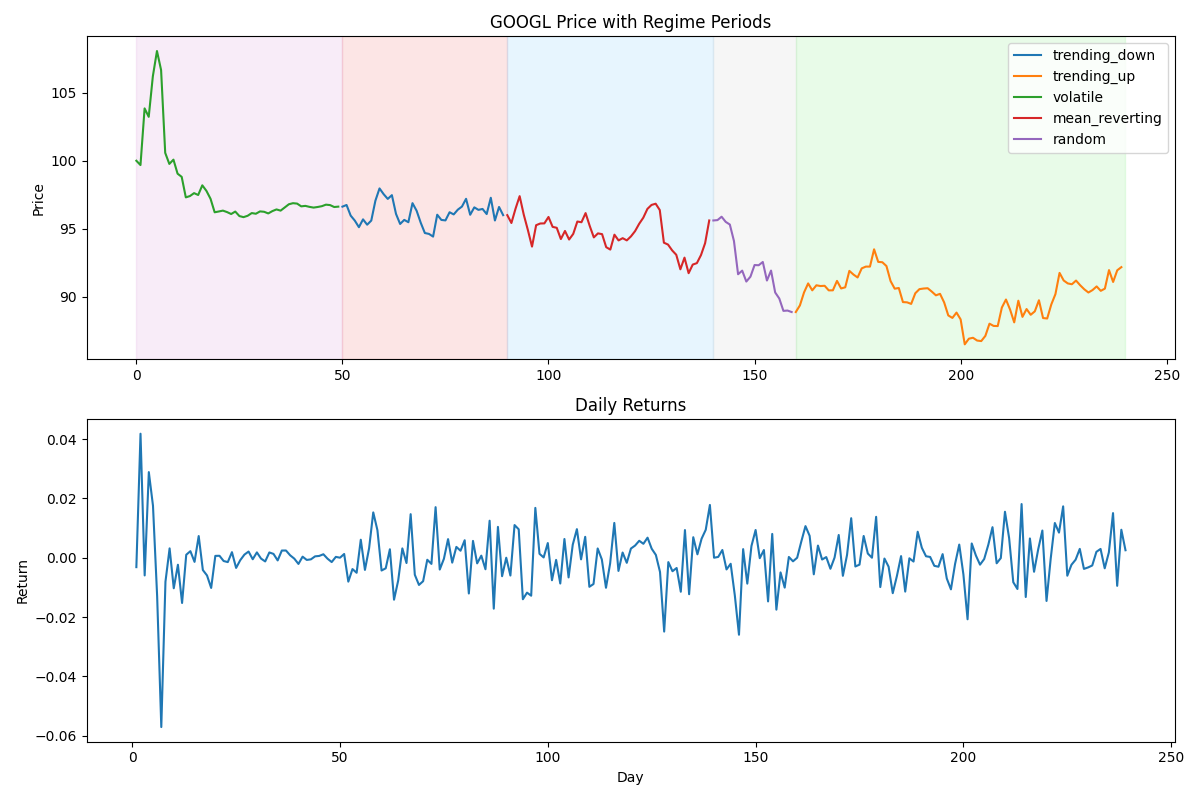 GOOGL Price with Regime Periods
Price
105
100
95
90
trending_down
trending_up
volatile
mean_reverting
random
0
50
100
150
200
250
Daily Returns
Return
0.04
0.02
0.00
−0.02
−0.04
−0.06
0
50
100
150
200
250
Day